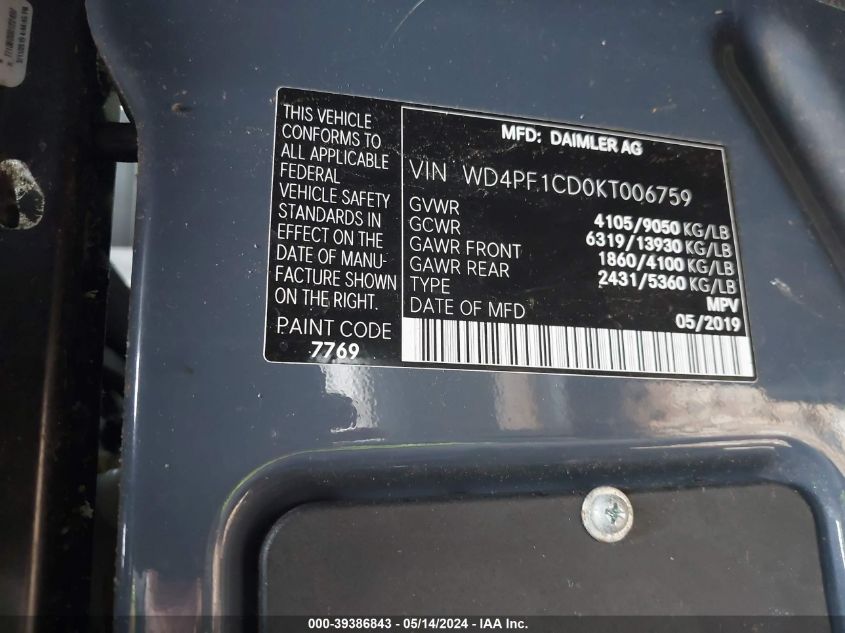 THIS VEHICLE
CONFORMS TO
ALL APPLICABLE
FEDERAL
VEHICLE SAFETY
STANDARDS IN
EFFECT ON THE
DATE OF MANU-
FACTURE SHOWN
ON THE RIGHT.
PAINT CODE
7769
MFD: DAIMLER AG
VIN WD4PF1CD0KT006759
GVWR 4105/9050 KG/LB
GCWR 6319/13930 KG/LB
GAWR FRONT 1860/4100 KG/LB
GAWR REAR 2431/5360 KG/LB
TYPE MPV
DATE OF MFD 05/2019
000-39386843 - 05/14/2024 - IAA Inc.